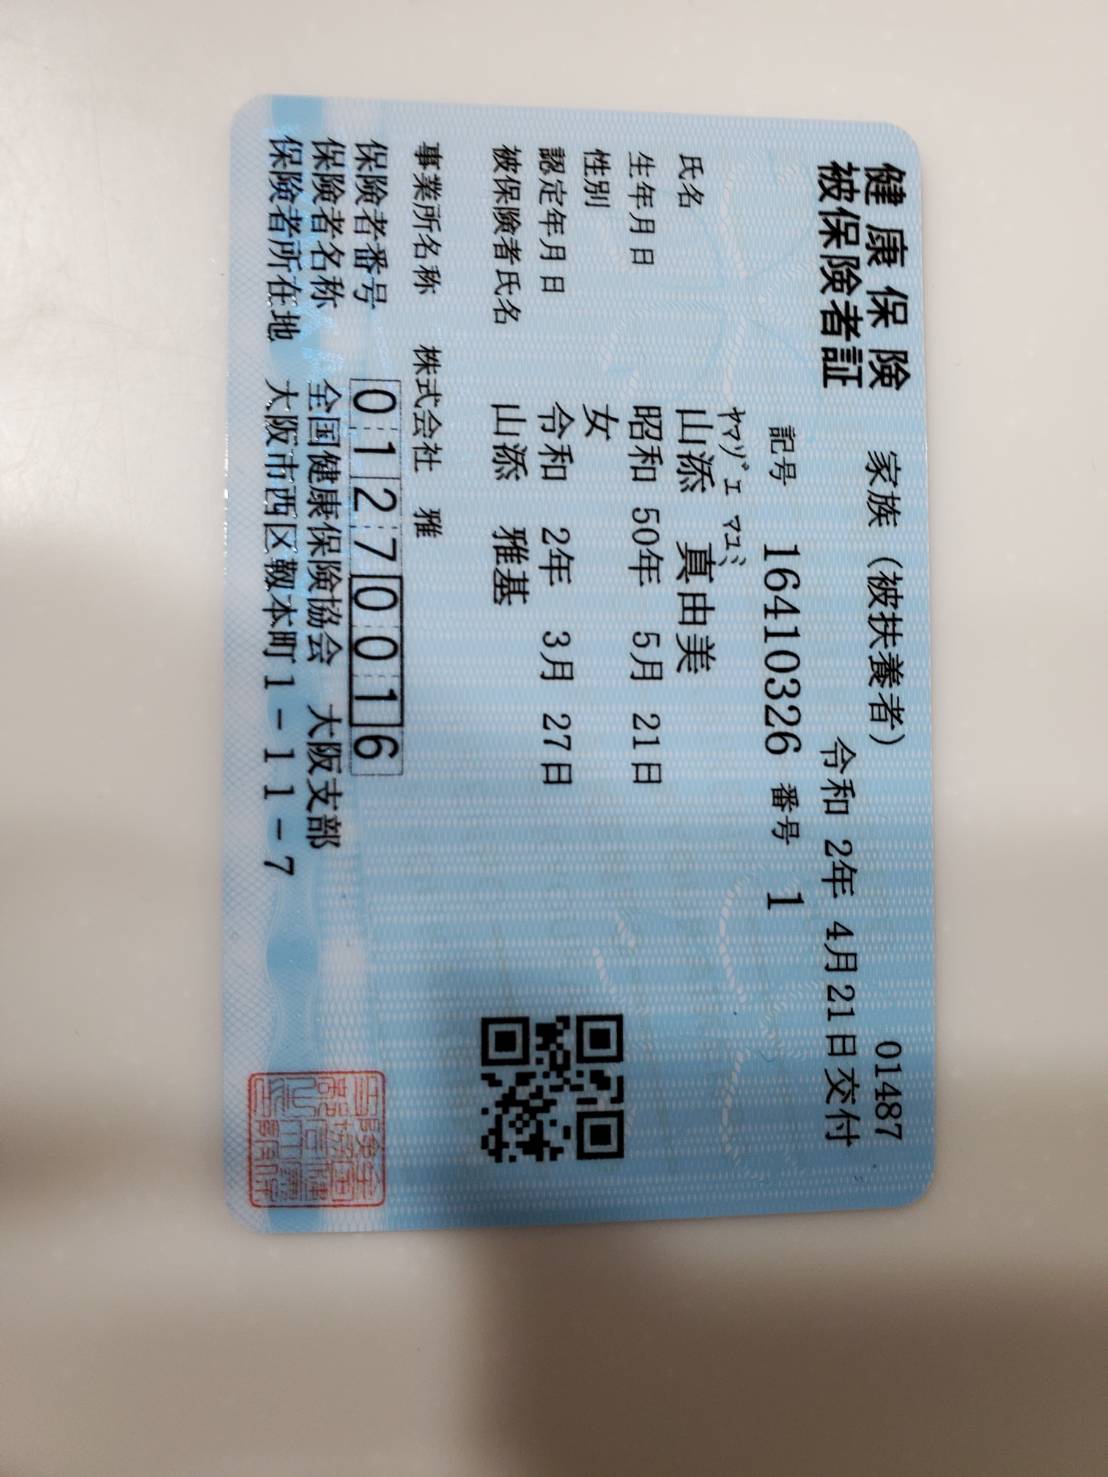 健康保険 家族（被扶養者） 01487
被保険者証 令和 2年 4月21日交付
記号 16410326 番号 1
ﾔﾏｿﾞｴ ﾏﾕﾐ
氏名 山添 真由美
生年月日 昭和 50年 5月 21日
性別 女
認定年月日 令和 2年 3月 27日
被保険者氏名 山添 雅基
事業所名称 株式会社 雅
保険者番号 01270016
保険者名称 全国健康保険協会 大阪支部
保険者所在地 大阪市西区靱本町1-11-7